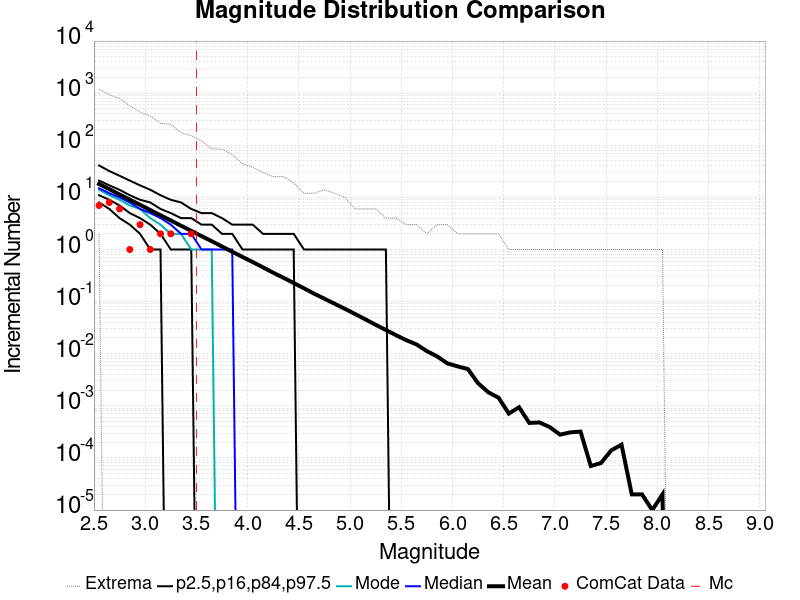 Magnitude Distribution Comparison
10^4
10^3
10^2
10^1
10^0
10^-1
10^-2
10^-3
10^-4
10^-5
Incremental Number
2.5 3.0 3.5 4.0 4.5 5.0 5.5 6.0 6.5 7.0 7.5 8.0 8.5 9.0
Magnitude
Extrema p2.5,p16,p84,p97.5 Mode Median Mean ComCat Data Mc